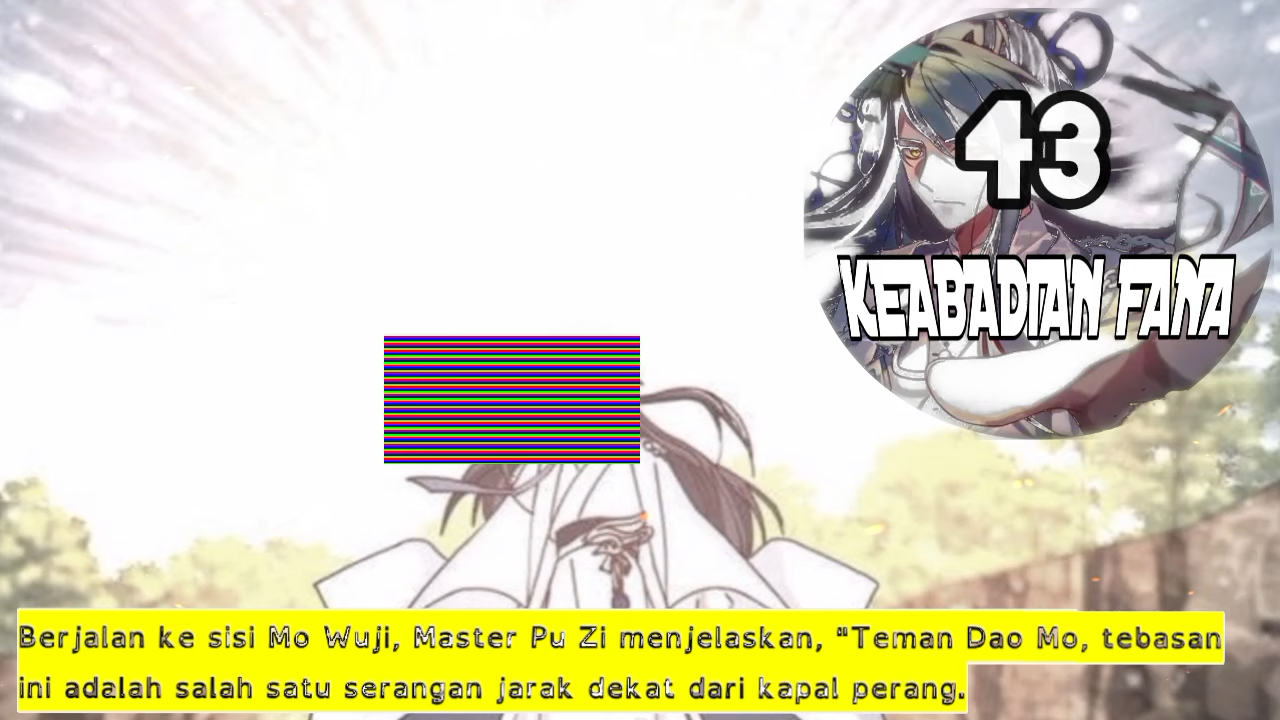 43
KEABADIAN FANA
Berjalan ke sisi Mo Wuji, Master Pu Zi menjelaskan, "Teman Dao Mo, tebasan
ini adalah salah satu serangan jarak dekat dari kapal perang.